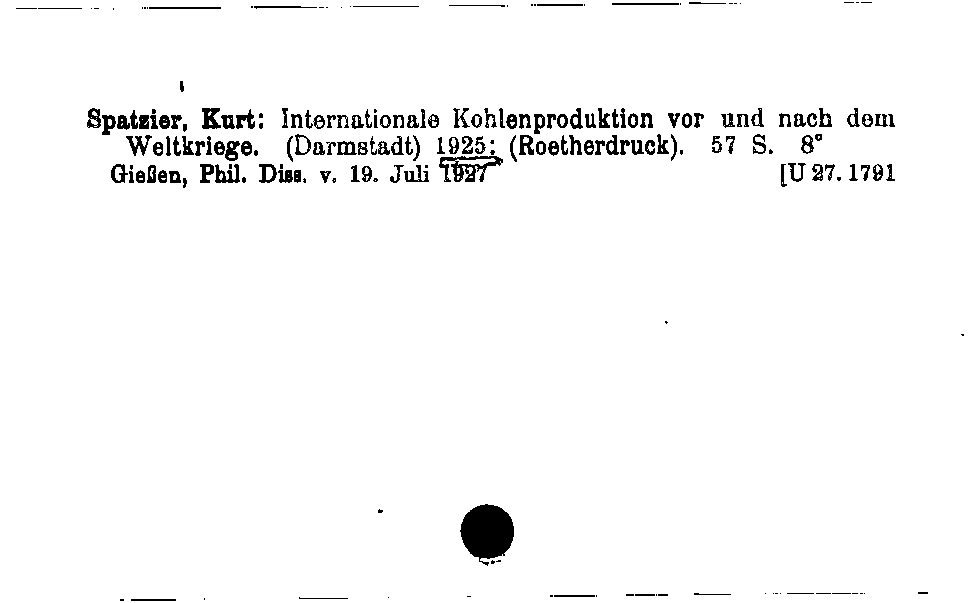 Spatzier, Kurt: Internationale Kohlenproduktion vor und nach dem
Weltkriege. (Darmstadt) 1925: (Roetherdruck). 57 S. 8°
Gießen, Phil. Diss. v. 19. Juli 1927 [U 27. 1791